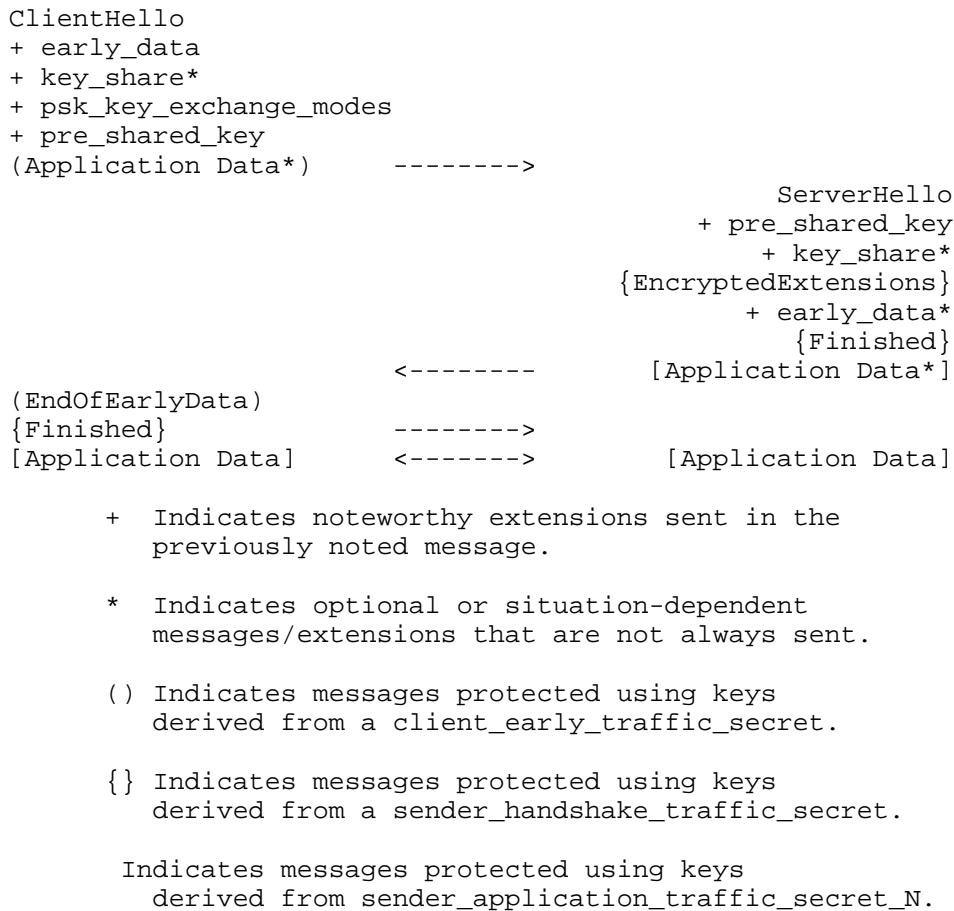 ClientHello
+ early_data
+ key_share*
+ psk_key_exchange_modes
+ pre_shared_key
(Application Data*)     -------->
                                                ServerHello
                                           + pre_shared_key
                                               + key_share*
                                      {EncryptedExtensions}
                                              + early_data*
                                                 {Finished}
                        <--------       [Application Data*]
(EndOfEarlyData)
{Finished}              -------->
[Application Data]      <------->        [Application Data]
      +  Indicates noteworthy extensions sent in the
         previously noted message.
      *  Indicates optional or situation-dependent
         messages/extensions that are not always sent.
      () Indicates messages protected using keys
         derived from a client_early_traffic_secret.
      {} Indicates messages protected using keys
         derived from a sender_handshake_traffic_secret.
       Indicates messages protected using keys
         derived from sender_application_traffic_secret_N.